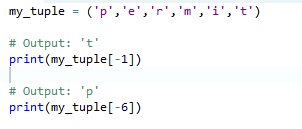 my_tuple = ('p','e','r','m','i','t')
# Output: 't'
print(my_tuple[-1])
# Output: 'p'
print(my_tuple[-6])